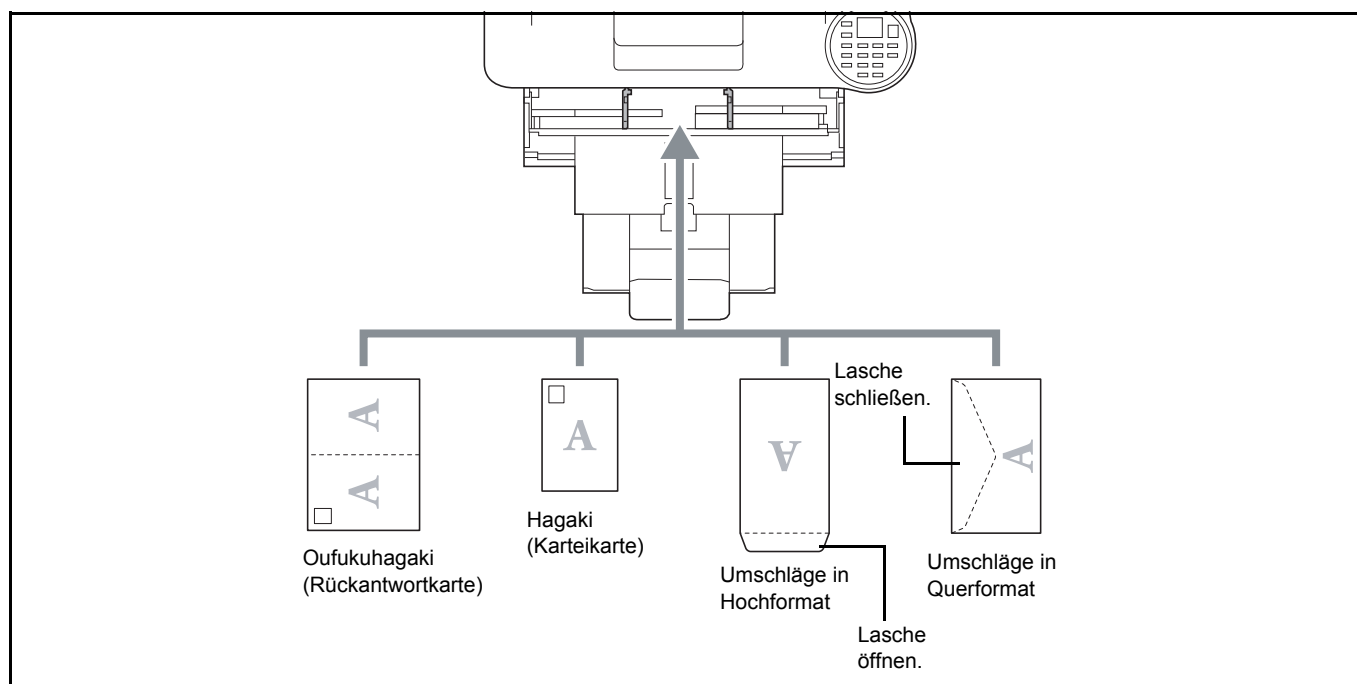 A
A
A
A
A
Oufukuhagaki
(Rückantwortkarte)
Hagaki
(Karteikarte)
Umschläge in
Hochformat
Lasche
öffnen.
Lasche
schließen.
Umschläge in
Querformat